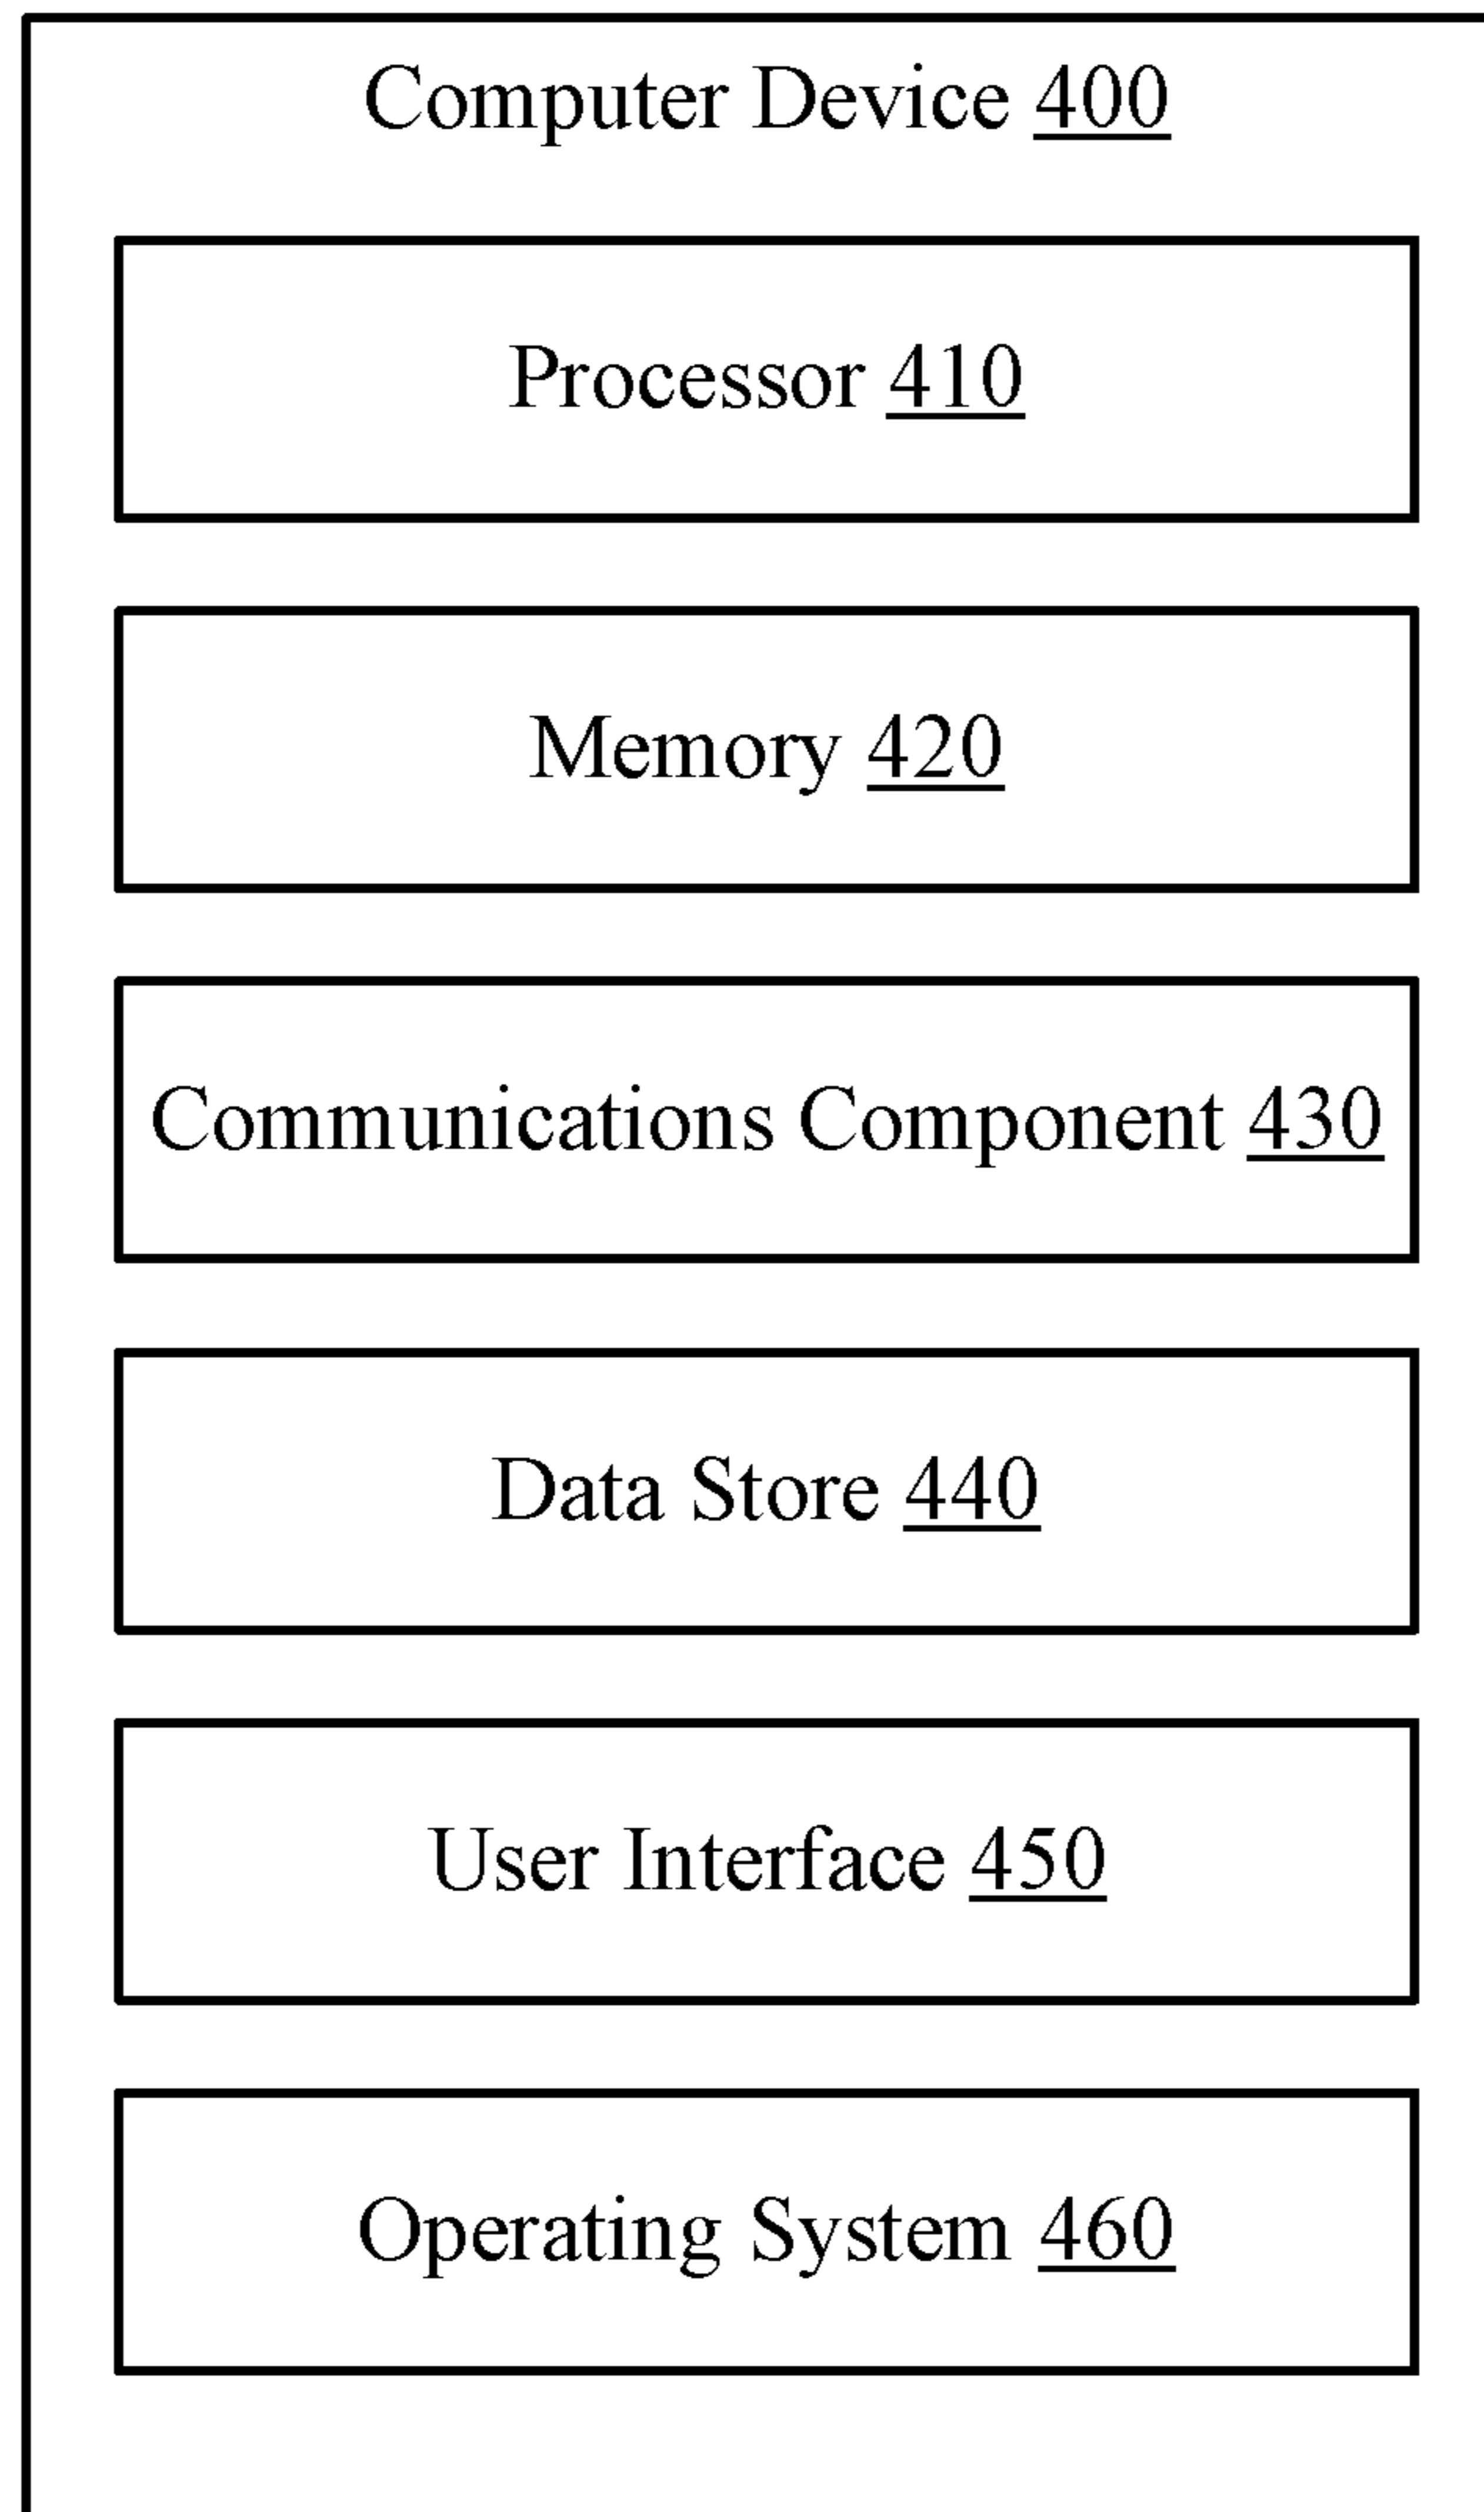 Computer Device 400
Processor 410
Memory 420
Communications Component 430
Data Store 440
User Interface 450
Operating System 460